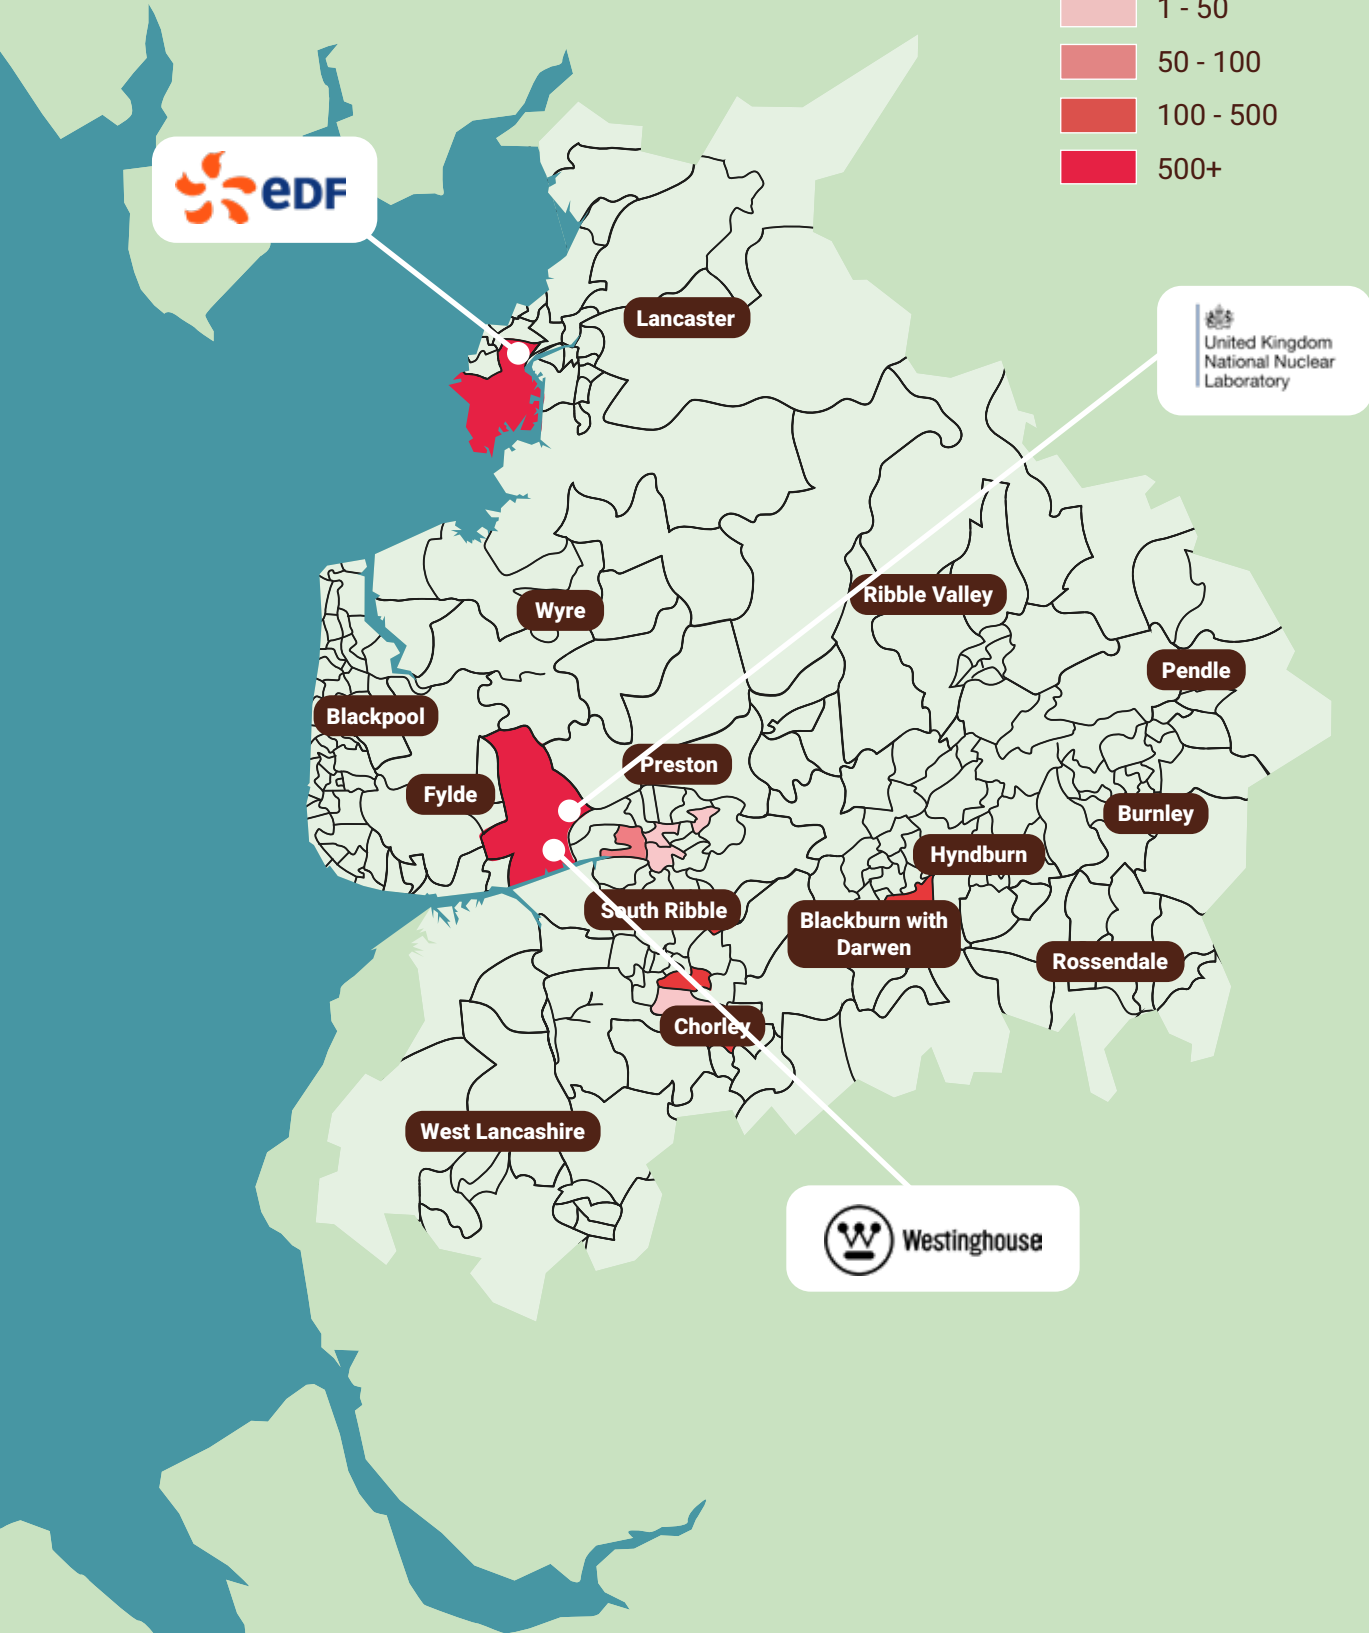 1 - 50
50 - 100
100 - 500
500+
eDF
Lancaster
United Kingdom
National Nuclear
Laboratory
Wyre
Ribble Valley
Pendle
Blackpool
Preston
Fylde
Burnley
Hyndburn
South Ribble
Blackburn with
Darwen
Rossendale
Chorley
West Lancashire
W Westinghouse